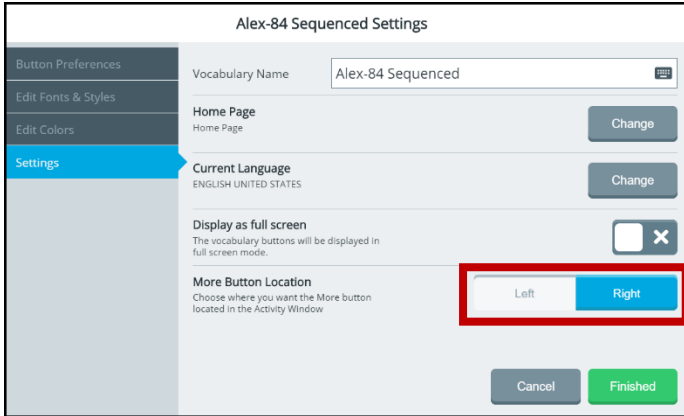 Alex-84 Sequenced Settings
Button Preferences
Edit Fonts & Styles
Edit Colors
Settings
Vocabulary Name
Alex-84 Sequenced
Home Page
Home Page
Change
Current Language
ENGLISH UNITED STATES
Change
Display as full screen
The vocabulary buttons will be displayed in
full screen mode.
More Button Location
Choose where you want the More button
located in the Activity Window
Left
Right
Cancel
Finished